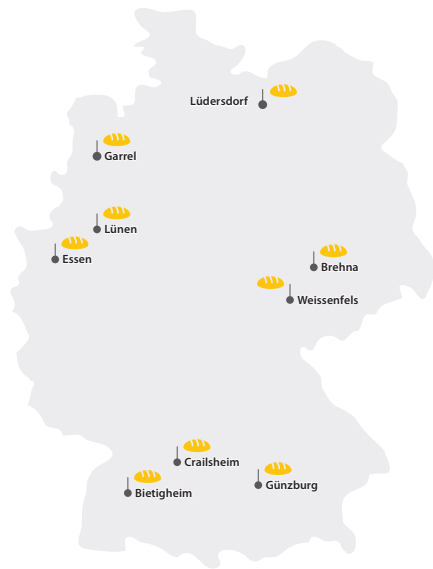 Lüdersdorf
Garrel
Lünen
Essen
Brehna
Weissenfels
Crailsheim
Günzburg
Bietigheim